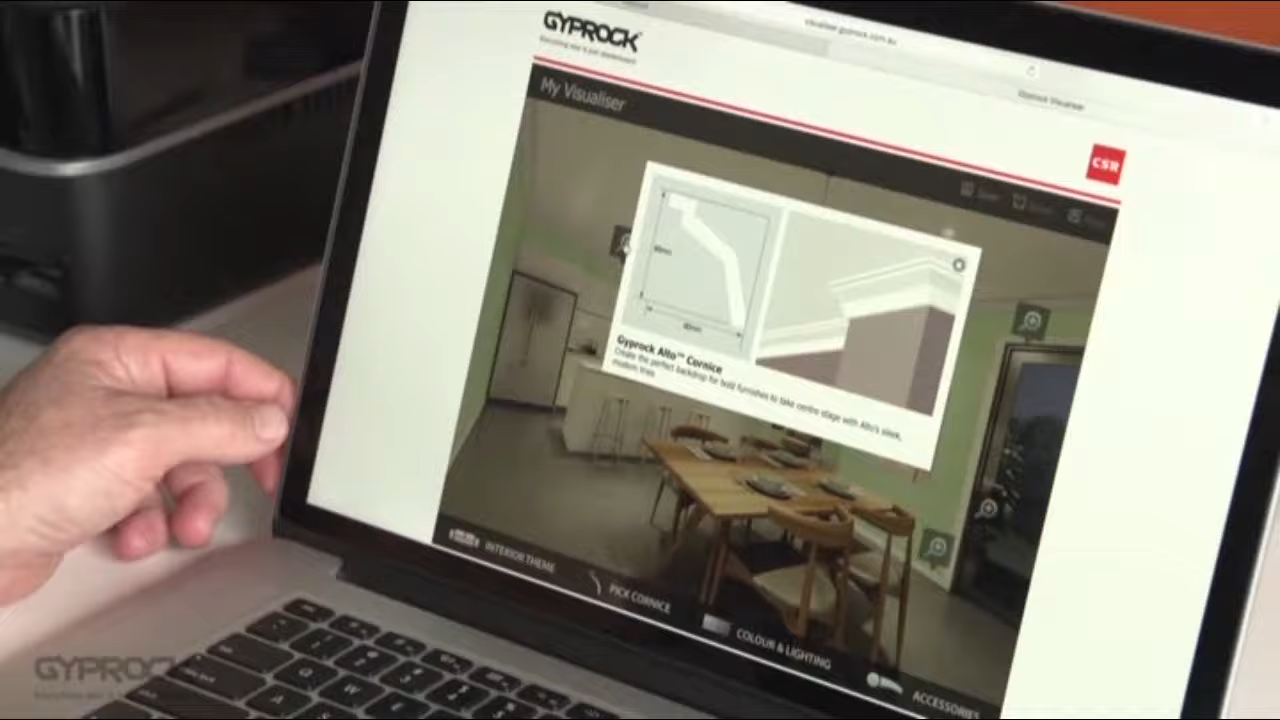 GYPROCK
visualiser.gyprock.com.au
Gyprock Visualiser
My Visualiser
CSR
Gyprock Alto™ Cornice
Create the perfect backdrop for bold furnishes to take centre stage with Alto's sleek,
modern lines
INTERIOR THEME
PICK CORNICE
COLOUR & LIGHTING
ACCESSORIES
GYPROCK